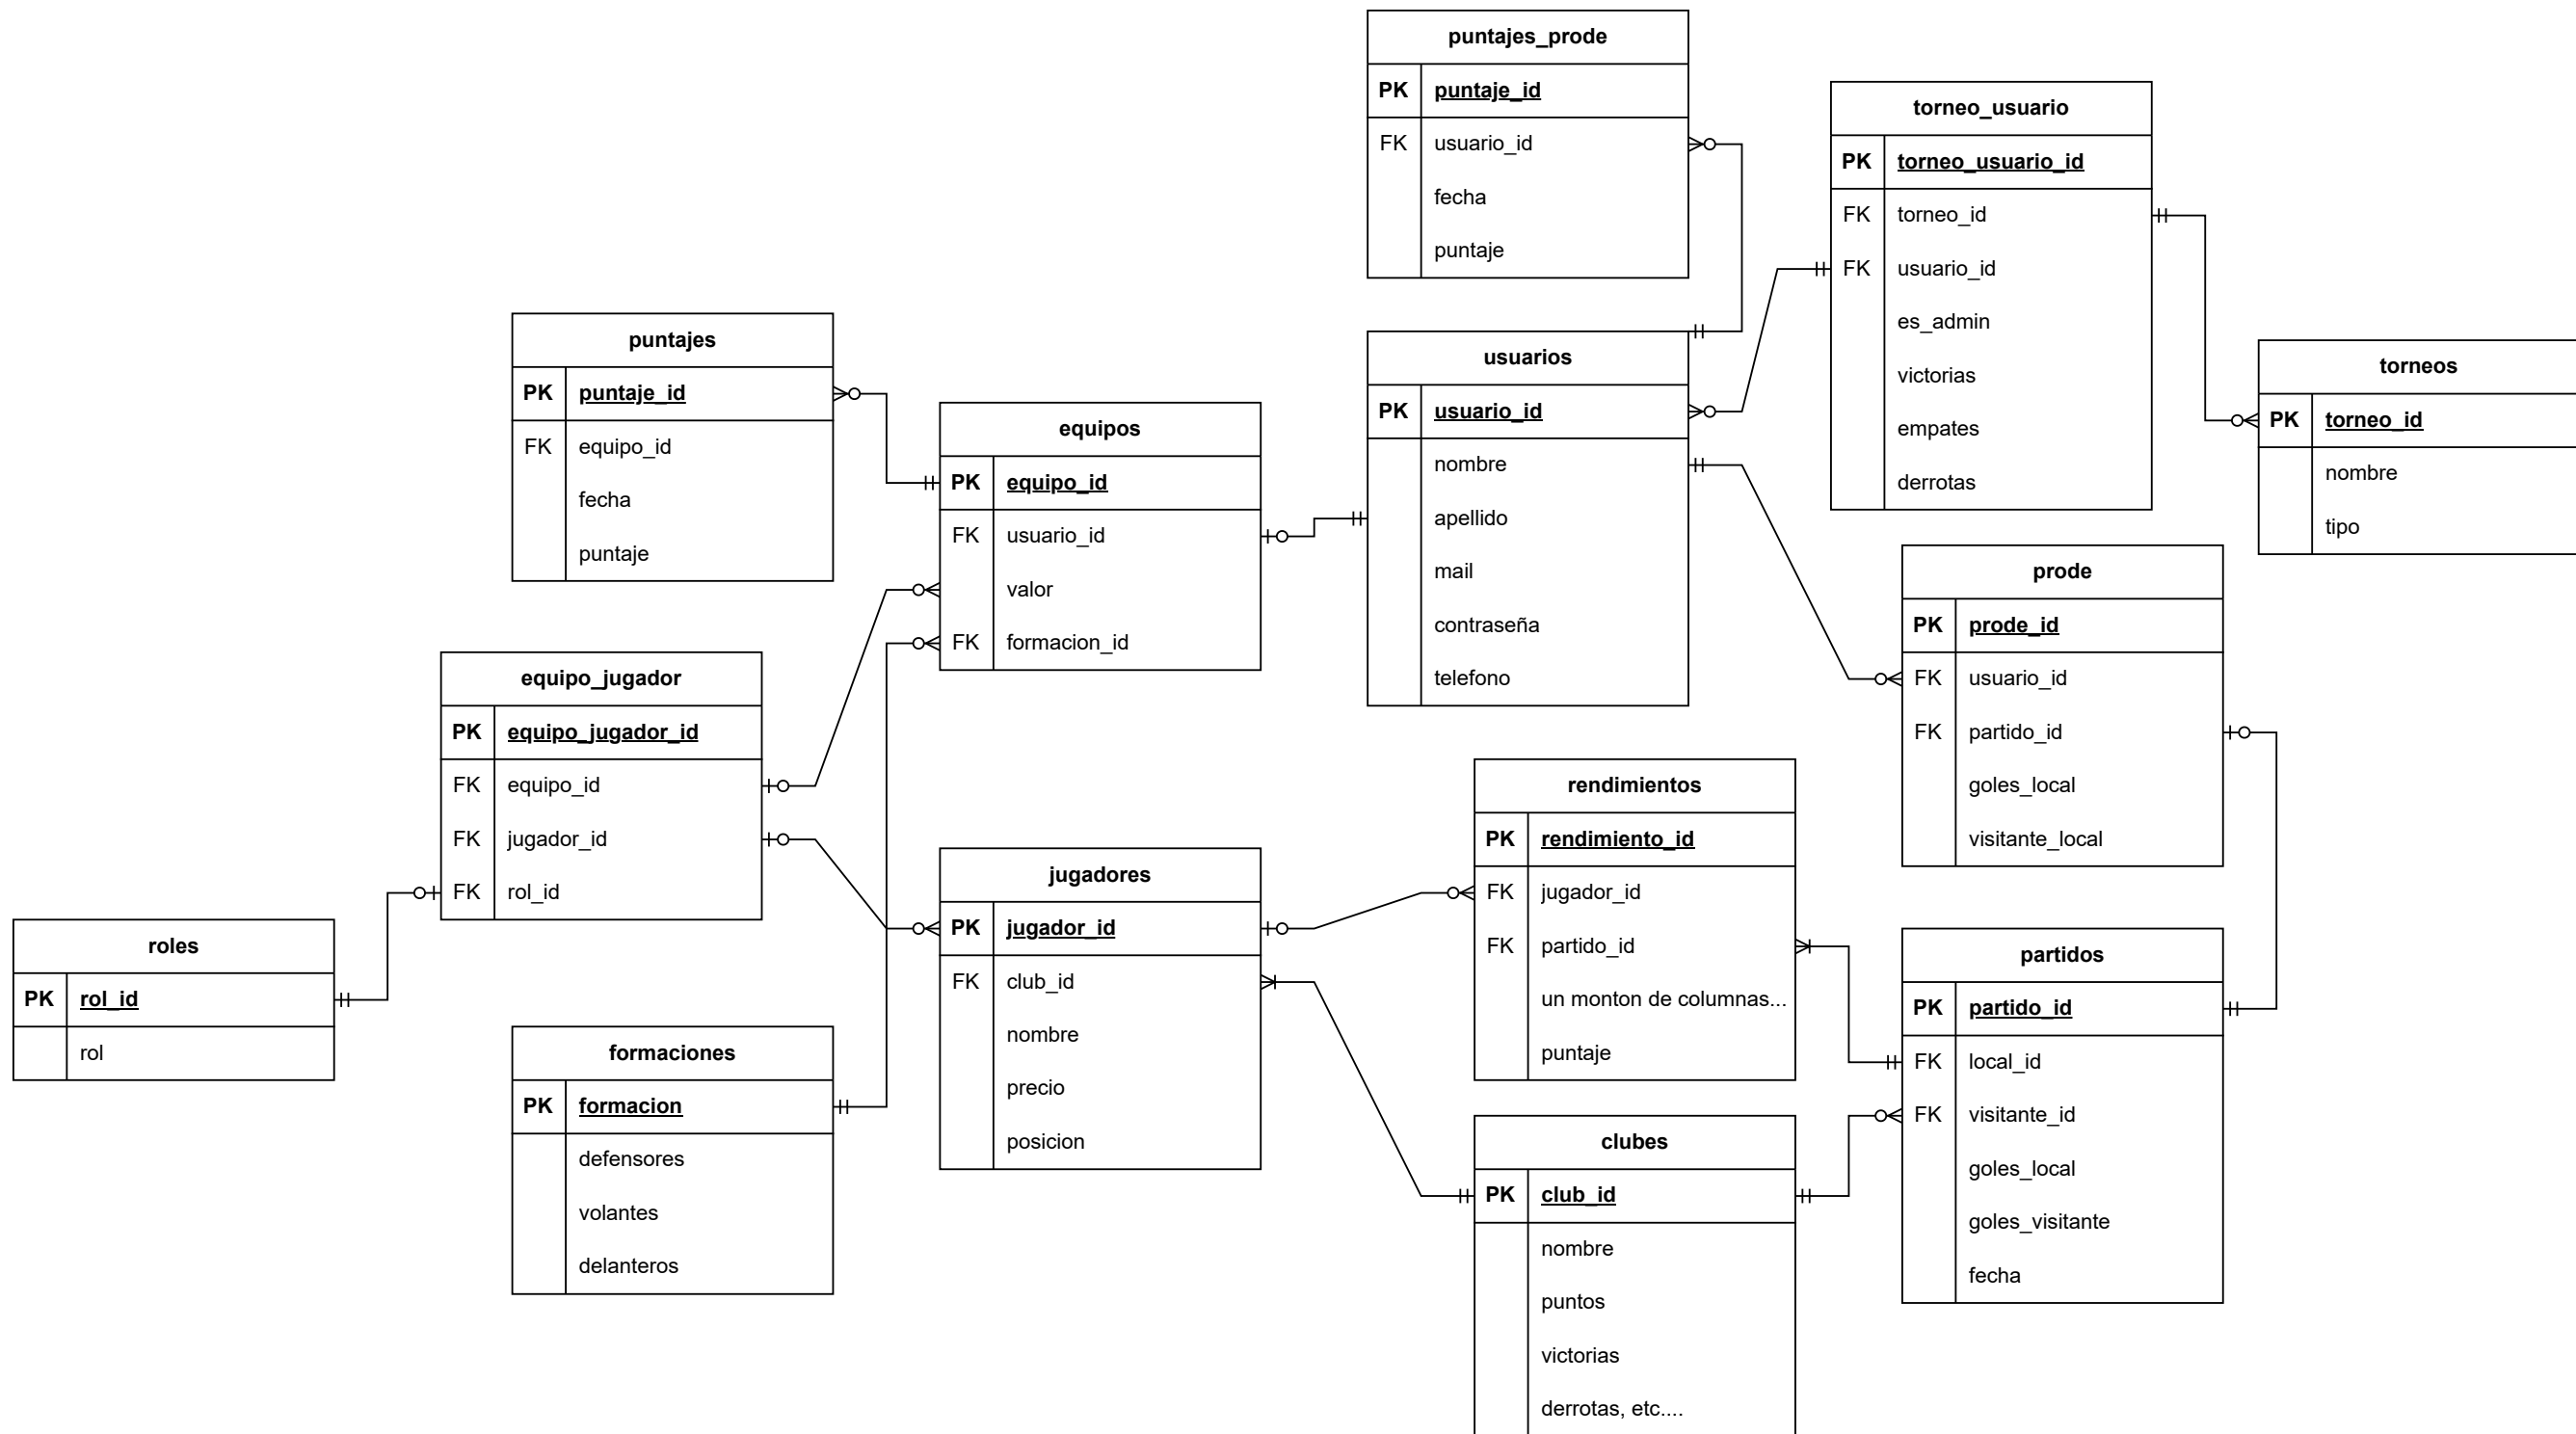 puntajes_prode
PK puntaje_id
FK usuario_id
fecha
puntaje
torneo_usuario
PK torneo_usuario_id
FK torneo_id
FK usuario_id
es_admin
victorias
empates
derrotas
puntajes
PK puntaje_id
FK equipo_id
fecha
puntaje
equipos
PK equipo_id
FK usuario_id
valor
FK formacion_id
usuarios
PK usuario_id
nombre
apellido
mail
contraseña
telefono
torneos
PK torneo_id
nombre
tipo
prode
PK prode_id
FK usuario_id
FK partido_id
goles_local
visitante_local
equipo_jugador
PK equipo_jugador_id
FK equipo_id
FK jugador_id
FK rol_id
roles
PK rol_id
rol
formaciones
PK formacion
defensores
volantes
delanteros
jugadores
PK jugador_id
FK club_id
nombre
precio
posicion
rendimientos
PK rendimiento_id
FK jugador_id
FK partido_id
un monton de columnas...
puntaje
partidos
PK partido_id
FK local_id
FK visitante_id
goles_local
goles_visitante
fecha
clubes
PK club_id
nombre
puntos
victorias
derrotas, etc....